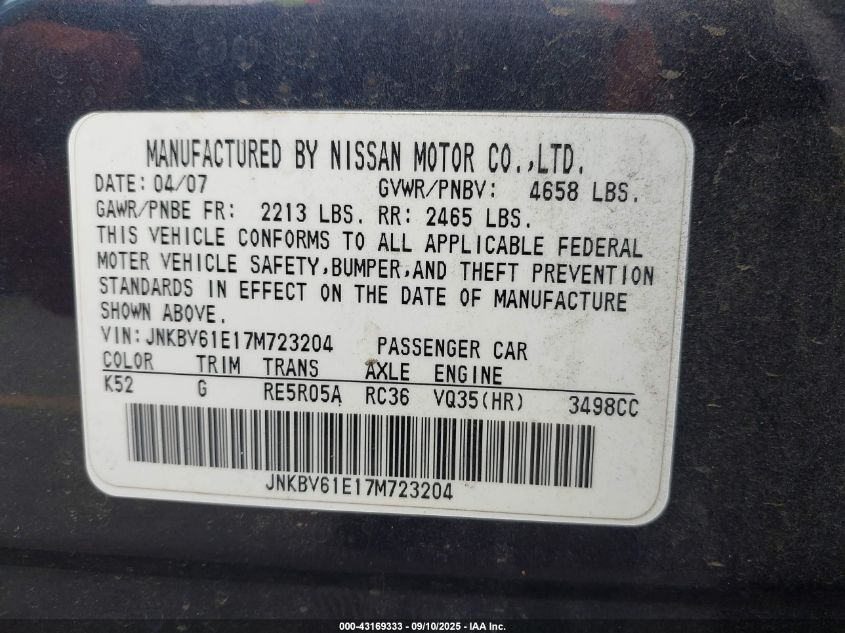 MANUFACTURED BY NISSAN MOTOR CO.,LTD.
DATE: 04/07 GVWR/PNBV: 4658 LBS.
GAWR/PNBE FR: 2213 LBS. RR: 2465 LBS.
THIS VEHICLE CONFORMS TO ALL APPLICABLE FEDERAL
MOTER VEHICLE SAFETY,BUMPER,AND THEFT PREVENTION
STANDARDS IN EFFECT ON THE DATE OF MANUFACTURE
SHOWN ABOVE.
VIN: JNKBV61E17M723204 PASSENGER CAR
COLOR TRIM TRANS AXLE ENGINE
K52 G RE5R05A RC36 VQ35(HR) 3498CC
JNKBV61E17M723204
000-43169333 - 09/10/2025 - IAA Inc.